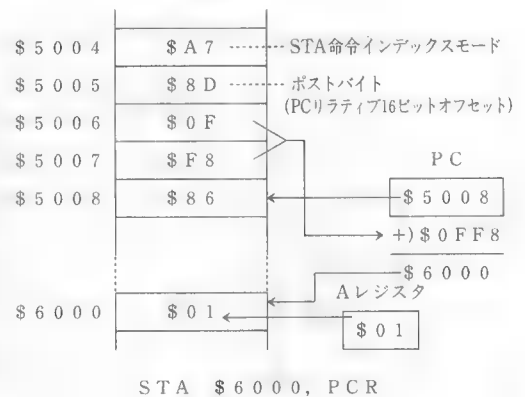 $5004 $A7 STA命令インデックスモード
$5005 $8D ポストバイト
(PCリラティブ16ビットオフセット)
$5006 $0F
$5007 $F8 PC
$5008 $86 $5008
+)$0FF8
$6000
Aレジスタ
$6000 $01 $01
STA $6000, PCR